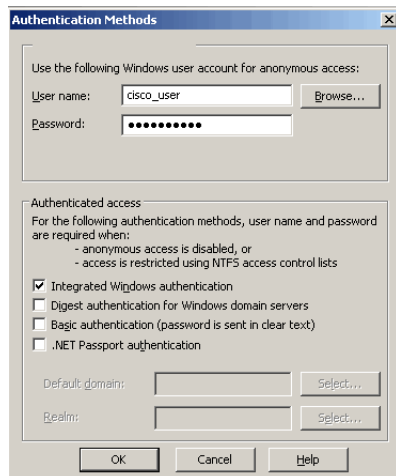 Authentication Methods
Use the following Windows user account for anonymous access:
User name: cisco_user Browse...
Password: ●●●●●●●●●●
Authenticated access
For the following authentication methods, user name and password
are required when:
- anonymous access is disabled, or
- access is restricted using NTFS access control lists
Integrated Windows authentication
Digest authentication for Windows domain servers
Basic authentication (password is sent in clear text)
.NET Passport authentication
Default domain: Select...
Realm: Select...
OK Cancel Help